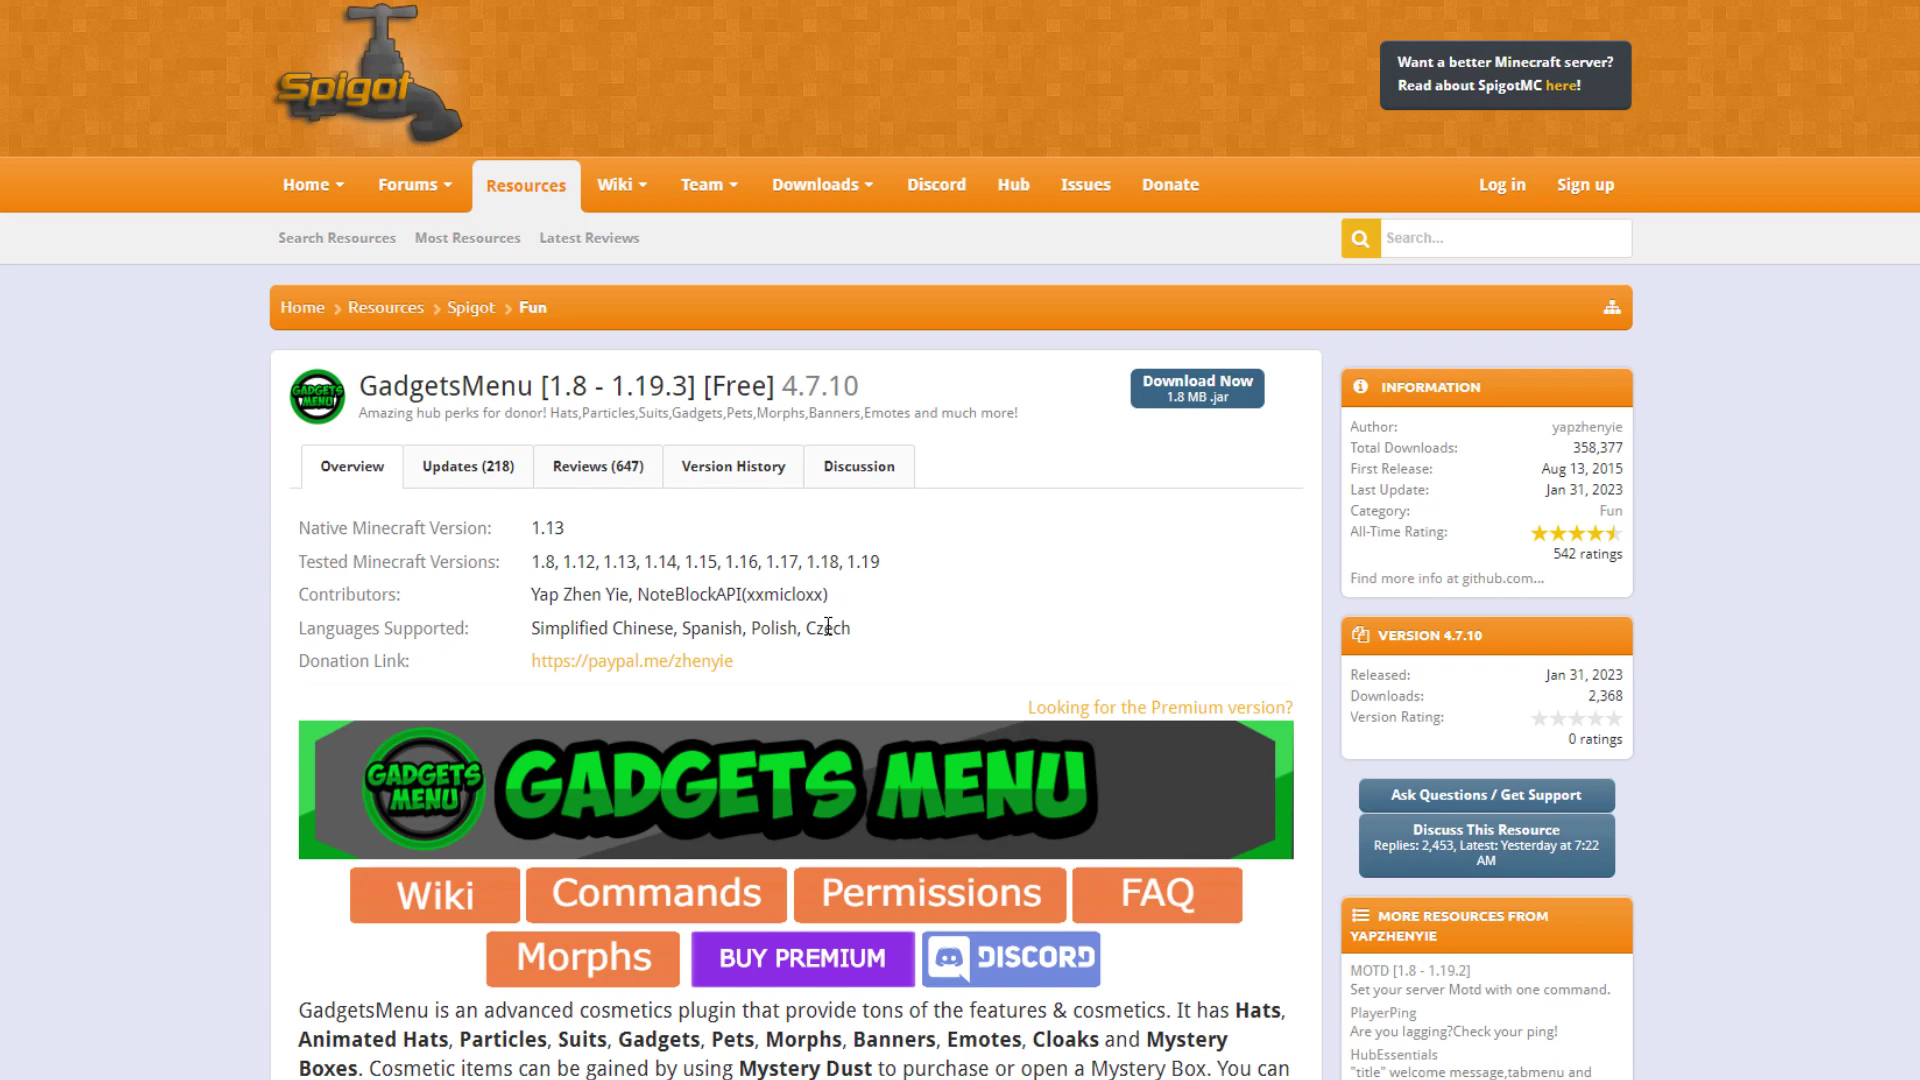 Spigot
Want a better Minecraft server?
Read about SpigotMC here!
Home Forums Resources Wiki Team Downloads Discord Hub Issues Donate Log in Sign up
Search Resources Most Resources Latest Reviews Search...
Home Resources Spigot Fun
GADGETS MENU
GadgetsMenu [1.8 - 1.19.3] [Free] 4.7.10
Amazing hub perks for donor! Hats,Particles,Suits,Gadgets,Pets,Morphs,Banners,Emotes and much more!
Download Now
1.8 MB .jar
Overview Updates (218) Reviews (647) Version History Discussion
Native Minecraft Version: 1.13
Tested Minecraft Versions: 1.8, 1.12, 1.13, 1.14, 1.15, 1.16, 1.17, 1.18, 1.19
Contributors: Yap Zhen Yie, NoteBlockAPI(xxmicloxx)
Languages Supported: Simplified Chinese, Spanish, Polish, Czech
Donation Link: https://paypal.me/zhenyie
Looking for the Premium version?
GADGETS MENU GADGETS MENU
Wiki Commands Permissions FAQ
Morphs BUY PREMIUM DISCORD
GadgetsMenu is an advanced cosmetics plugin that provide tons of the features & cosmetics. It has Hats,
Animated Hats, Particles, Suits, Gadgets, Pets, Morphs, Banners, Emotes, Cloaks and Mystery
Boxes. Cosmetic items can be gained by using Mystery Dust to purchase or open a Mystery Box. You can
INFORMATION
Author: yapzhenyie
Total Downloads: 358,377
First Release: Aug 13, 2015
Last Update: Jan 31, 2023
Category: Fun
All-Time Rating:
542 ratings
Find more info at github.com...
VERSION 4.7.10
Released: Jan 31, 2023
Downloads: 2,368
Version Rating:
0 ratings
Ask Questions / Get Support
Discuss This Resource
Replies: 2,453, Latest: Yesterday at 7:22
AM
MORE RESOURCES FROM
YAPZHENYIE
MOTD [1.8 - 1.19.2]
Set your server Motd with one command.
PlayerPing
Are you lagging?Check your ping!
HubEssentials
"title" welcome message,tabmenu and